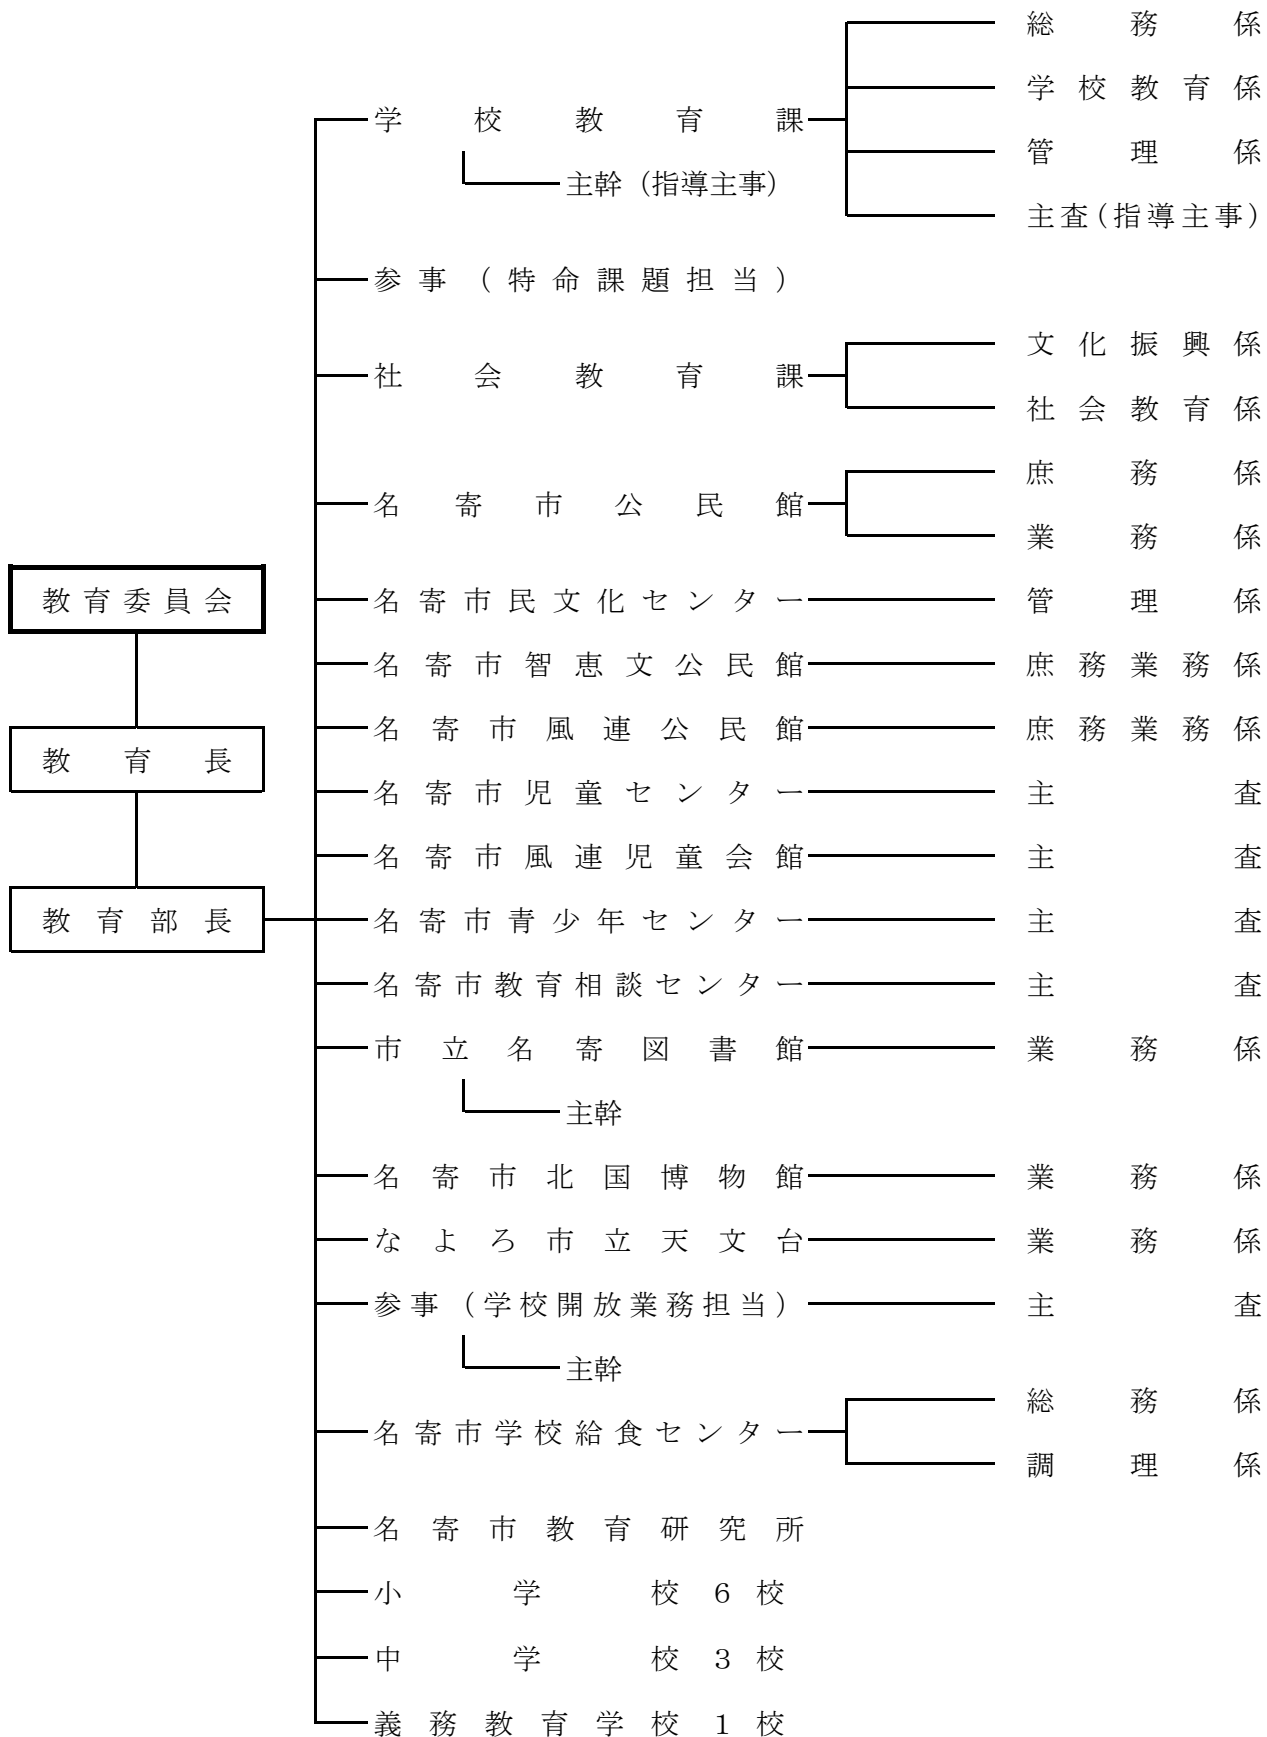 教育委員会
教育長
教育部長
学校教育課
主幹（指導主事）
総務係
学校教育係
管理係
主査（指導主事）
参事（特命課題担当）
社会教育課
文化振興係
社会教育係
名寄市公民館
庶務係
業務係
名寄市民文化センター
管理係
名寄市智恵文公民館
庶務業務係
名寄市風連公民館
庶務業務係
名寄市児童センター
主査
名寄市風連児童会館
主査
名寄市青少年センター
主査
名寄市教育相談センター
主査
市立名寄図書館
業務係
主幹
名寄市北国博物館
業務係
なよろ市立天文台
業務係
参事（学校開放業務担当）
主査
主幹
名寄市学校給食センター
総務係
調理係
名寄市教育研究所
小学校６校
中学校３校
義務教育学校１校